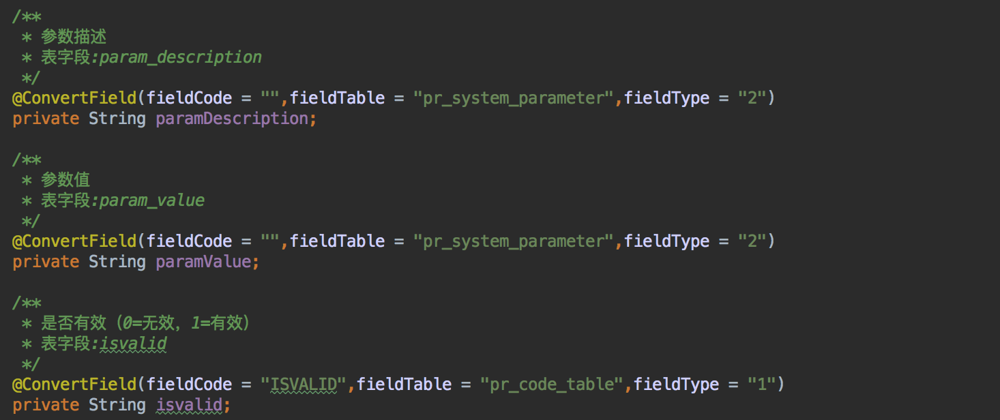 /**
 * 参数描述
 * 表字段:param_description
 */
@ConvertField(fieldCode = "",fieldTable = "pr_system_parameter",fieldType = "2")
private String paramDescription;
/**
 * 参数值
 * 表字段:param_value
 */
@ConvertField(fieldCode = "",fieldTable = "pr_system_parameter",fieldType = "2")
private String paramValue;
/**
 * 是否有效（0=无效，1=有效）
 * 表字段:isvalid
 */
@ConvertField(fieldCode = "ISVALID",fieldTable = "pr_code_table",fieldType = "1")
private String isvalid;